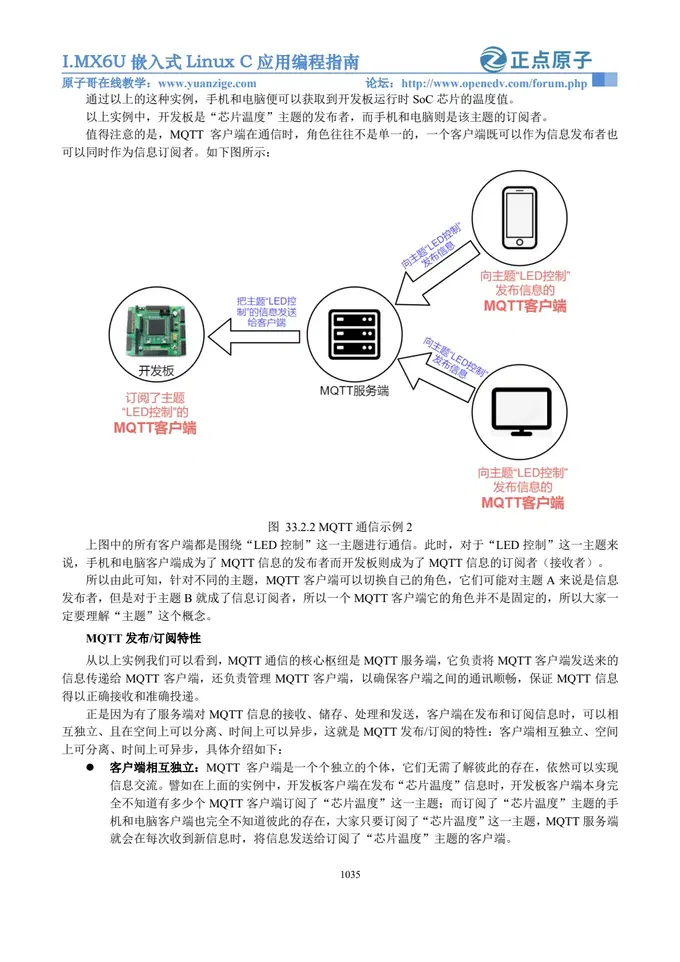 I.MX6U 嵌入式 Linux C 应用编程指南
正点原子
原子哥在线教学：www.yuanzige.com 论坛：http://www.openedv.com/forum.php
通过以上的这种实例，手机和电脑便可以获取到开发板运行时 SoC 芯片的温度值。
以上实例中，开发板是“芯片温度”主题的发布者，而手机和电脑则是该主题的订阅者。
值得注意的是，MQTT 客户端在通信时，角色往往不是单一的，一个客户端既可以作为信息发布者也
可以同时作为信息订阅者。如下图所示：
向主题“LED控制”
发布信息
向主题“LED控制”
发布信息的
MQTT客户端
把主题“LED控
制”的信息发送
给客户端
开发板
订阅了主题
“LED控制”的
MQTT客户端
MQTT服务端
向主题“LED控制”
发布信息
向主题“LED控制”
发布信息的
MQTT客户端
图 33.2.2 MQTT 通信示例 2
上图中的所有客户端都是围绕“LED 控制”这一主题进行通信。此时，对于“LED 控制”这一主题来
说，手机和电脑客户端成为了 MQTT 信息的发布者而开发板则成为了 MQTT 信息的订阅者（接收者）。
所以由此可知，针对不同的主题，MQTT 客户端可以切换自己的角色，它们可能对主题 A 来说是信息
发布者，但是对于主题 B 就成了信息订阅者，所以一个 MQTT 客户端它的角色并不是固定的，所以大家一
定要理解“主题”这个概念。
MQTT 发布/订阅特性
从以上实例我们可以看到，MQTT 通信的核心枢纽是 MQTT 服务端，它负责将 MQTT 客户端发送来的
信息传递给 MQTT 客户端，还负责管理 MQTT 客户端，以确保客户端之间的通讯顺畅，保证 MQTT 信息
得以正确接收和准确投递。
正是因为有了服务端对 MQTT 信息的接收、储存、处理和发送，客户端在发布和订阅信息时，可以相
互独立、且在空间上可以分离、时间上可以异步，这就是 MQTT 发布/订阅的特性：客户端相互独立、空间
上可分离、时间上可异步，具体介绍如下：
● 客户端相互独立：MQTT 客户端是一个个独立的个体，它们无需了解彼此的存在，依然可以实现
信息交流。譬如在上面的实例中，开发板客户端在发布“芯片温度”信息时，开发板客户端本身完
全不知道有多少个 MQTT 客户端订阅了“芯片温度”这一主题；而订阅了“芯片温度”主题的手
机和电脑客户端也完全不知道彼此的存在，大家只要订阅了“芯片温度”这一主题，MQTT 服务端
就会在每次收到新信息时，将信息发送给订阅了“芯片温度”主题的客户端。
1035